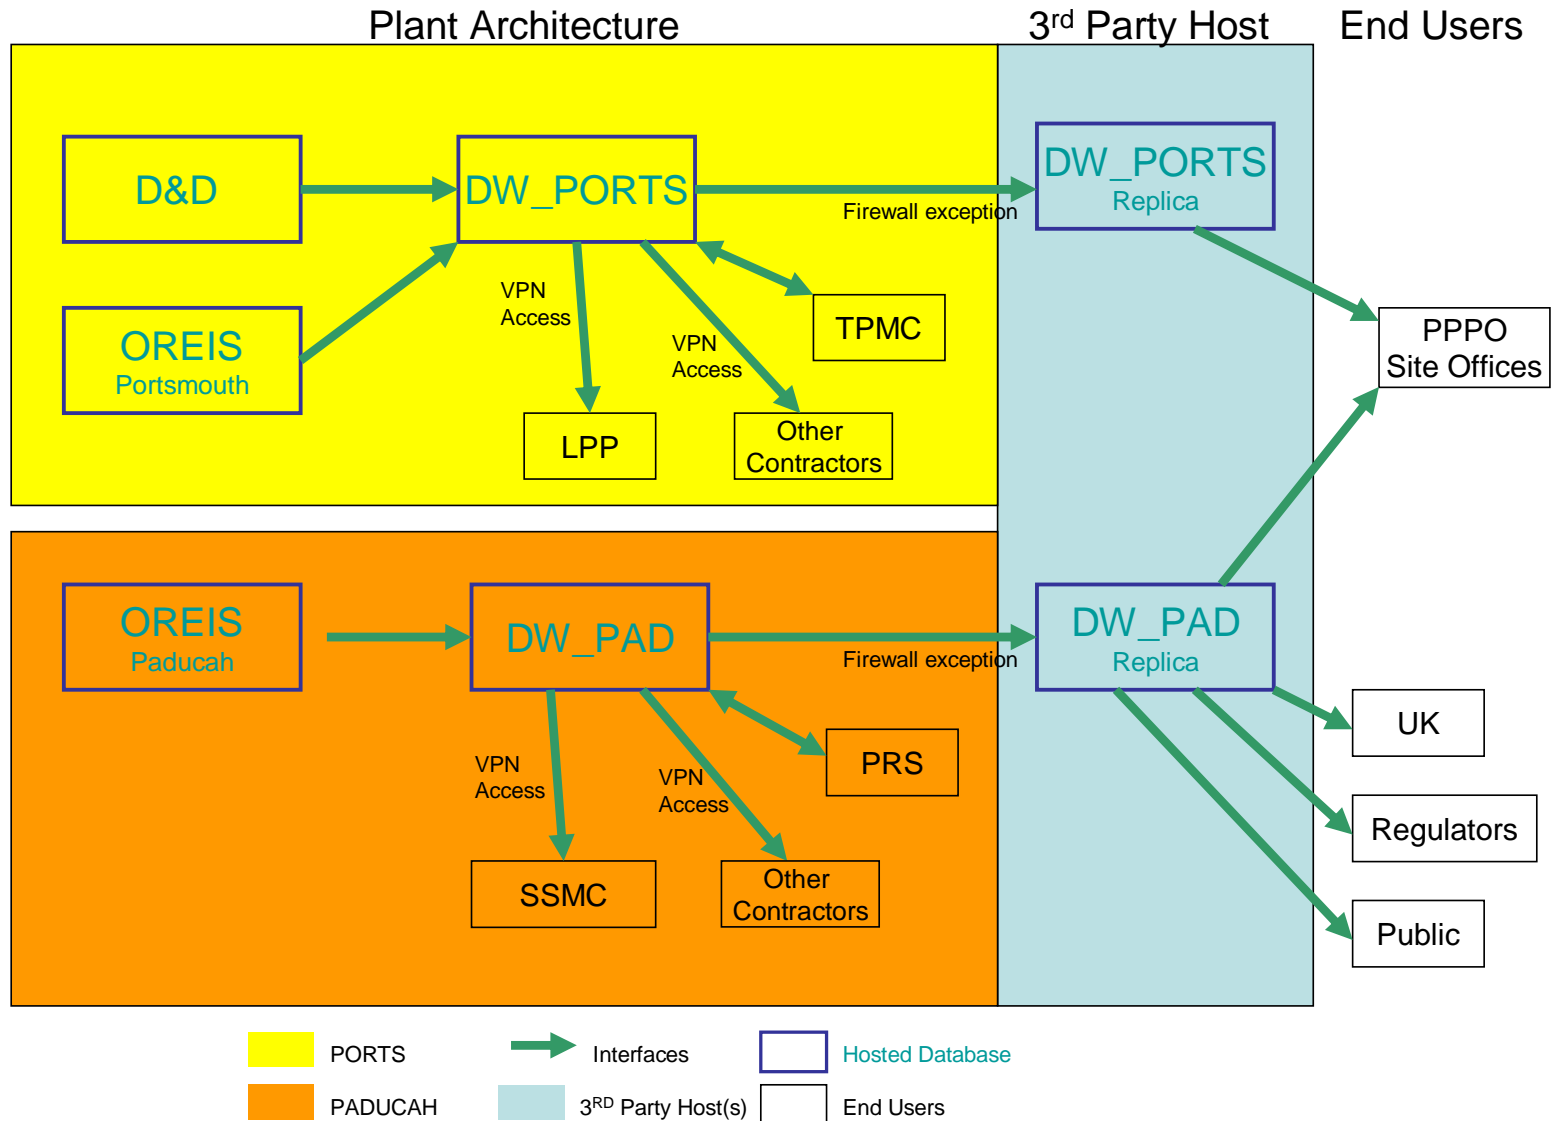 Plant Architecture
3rd Party Host
End Users
D&D
DW_PORTS
DW_PORTS
Replica
Firewall exception
VPN
Access
TPMC
OREIS
Portsmouth
VPN
Access
PPPO
Site Offices
LPP
Other
Contractors
OREIS
Paducah
DW_PAD
DW_PAD
Replica
Firewall exception
UK
PRS
VPN
Access
VPN
Access
Regulators
SSMC
Other
Contractors
Public
PORTS
Interfaces
Hosted Database
PADUCAH
3RD Party Host(s)
End Users